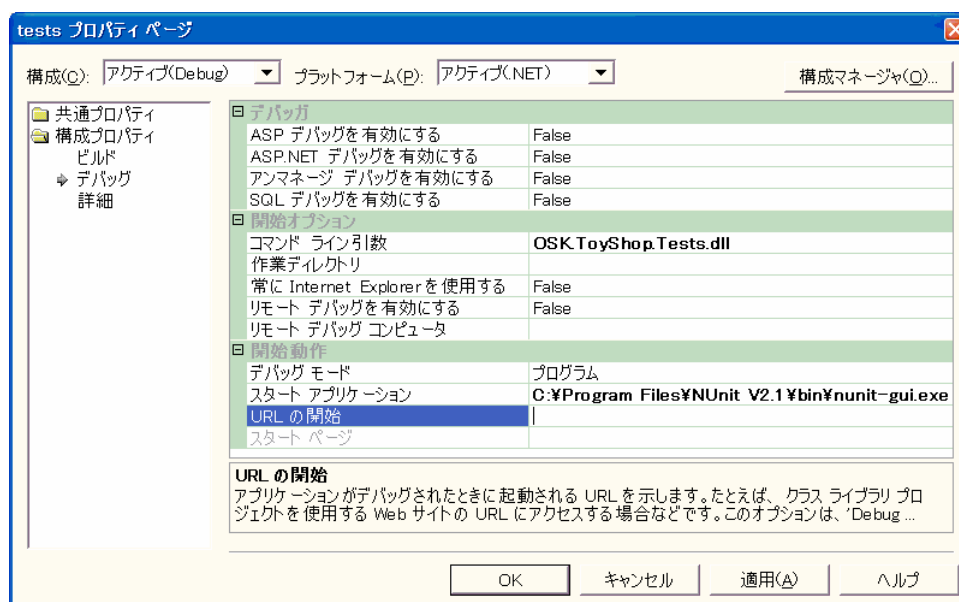 tests プロパティ ページ
構成(C): アクティブ(Debug) プラットフォーム(P): アクティブ(.NET) 構成マネージャ(O)...
共通プロパティ
構成プロパティ
ビルド
デバッグ
詳細
デバッガ
ASP デバッグを有効にする False
ASP.NET デバッグを有効にする False
アンマネージ デバッグを有効にする False
SQL デバッグを有効にする False
開始オプション
コマンド ライン引数 OSK.ToyShop.Tests.dll
作業ディレクトリ
常に Internet Explorer を使用する False
リモート デバッグを有効にする False
リモート デバッグ コンピュータ
開始動作
デバッグ モード プログラム
スタート アプリケーション C:¥Program Files¥NUnit V2.1¥bin¥nunit-gui.exe
URL の開始
スタート ページ
URL の開始
アプリケーションがデバッグされたときに起動される URL を示します。たとえば、クラス ライブラリ プロ
ジェクトを使用する Web サイトの URL にアクセスする場合などです。このオプションは、'Debug ...
OK キャンセル 適用(A) ヘルプ